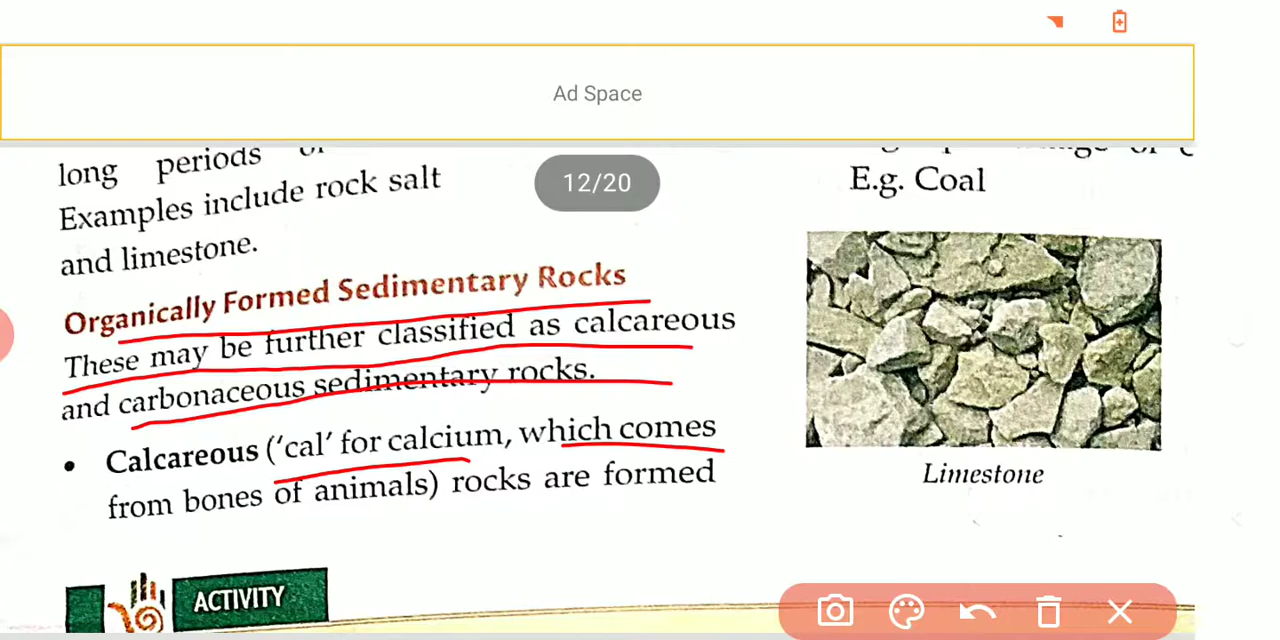 Ad Space
12/20
long periods of
Examples include rock salt
and limestone.
Organically Formed Sedimentary Rocks
These may be further classified as calcareous
and carbonaceous sedimentary rocks.
• Calcareous ('cal' for calcium, which comes
from bones of animals) rocks are formed
ACTIVITY
E.g. Coal
Limestone